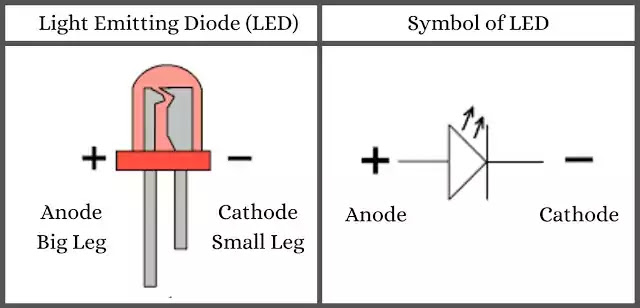 Light Emitting Diode (LED)
Symbol of LED
+
−
Anode
Big Leg
Cathode
Small Leg
+
−
Anode
Cathode